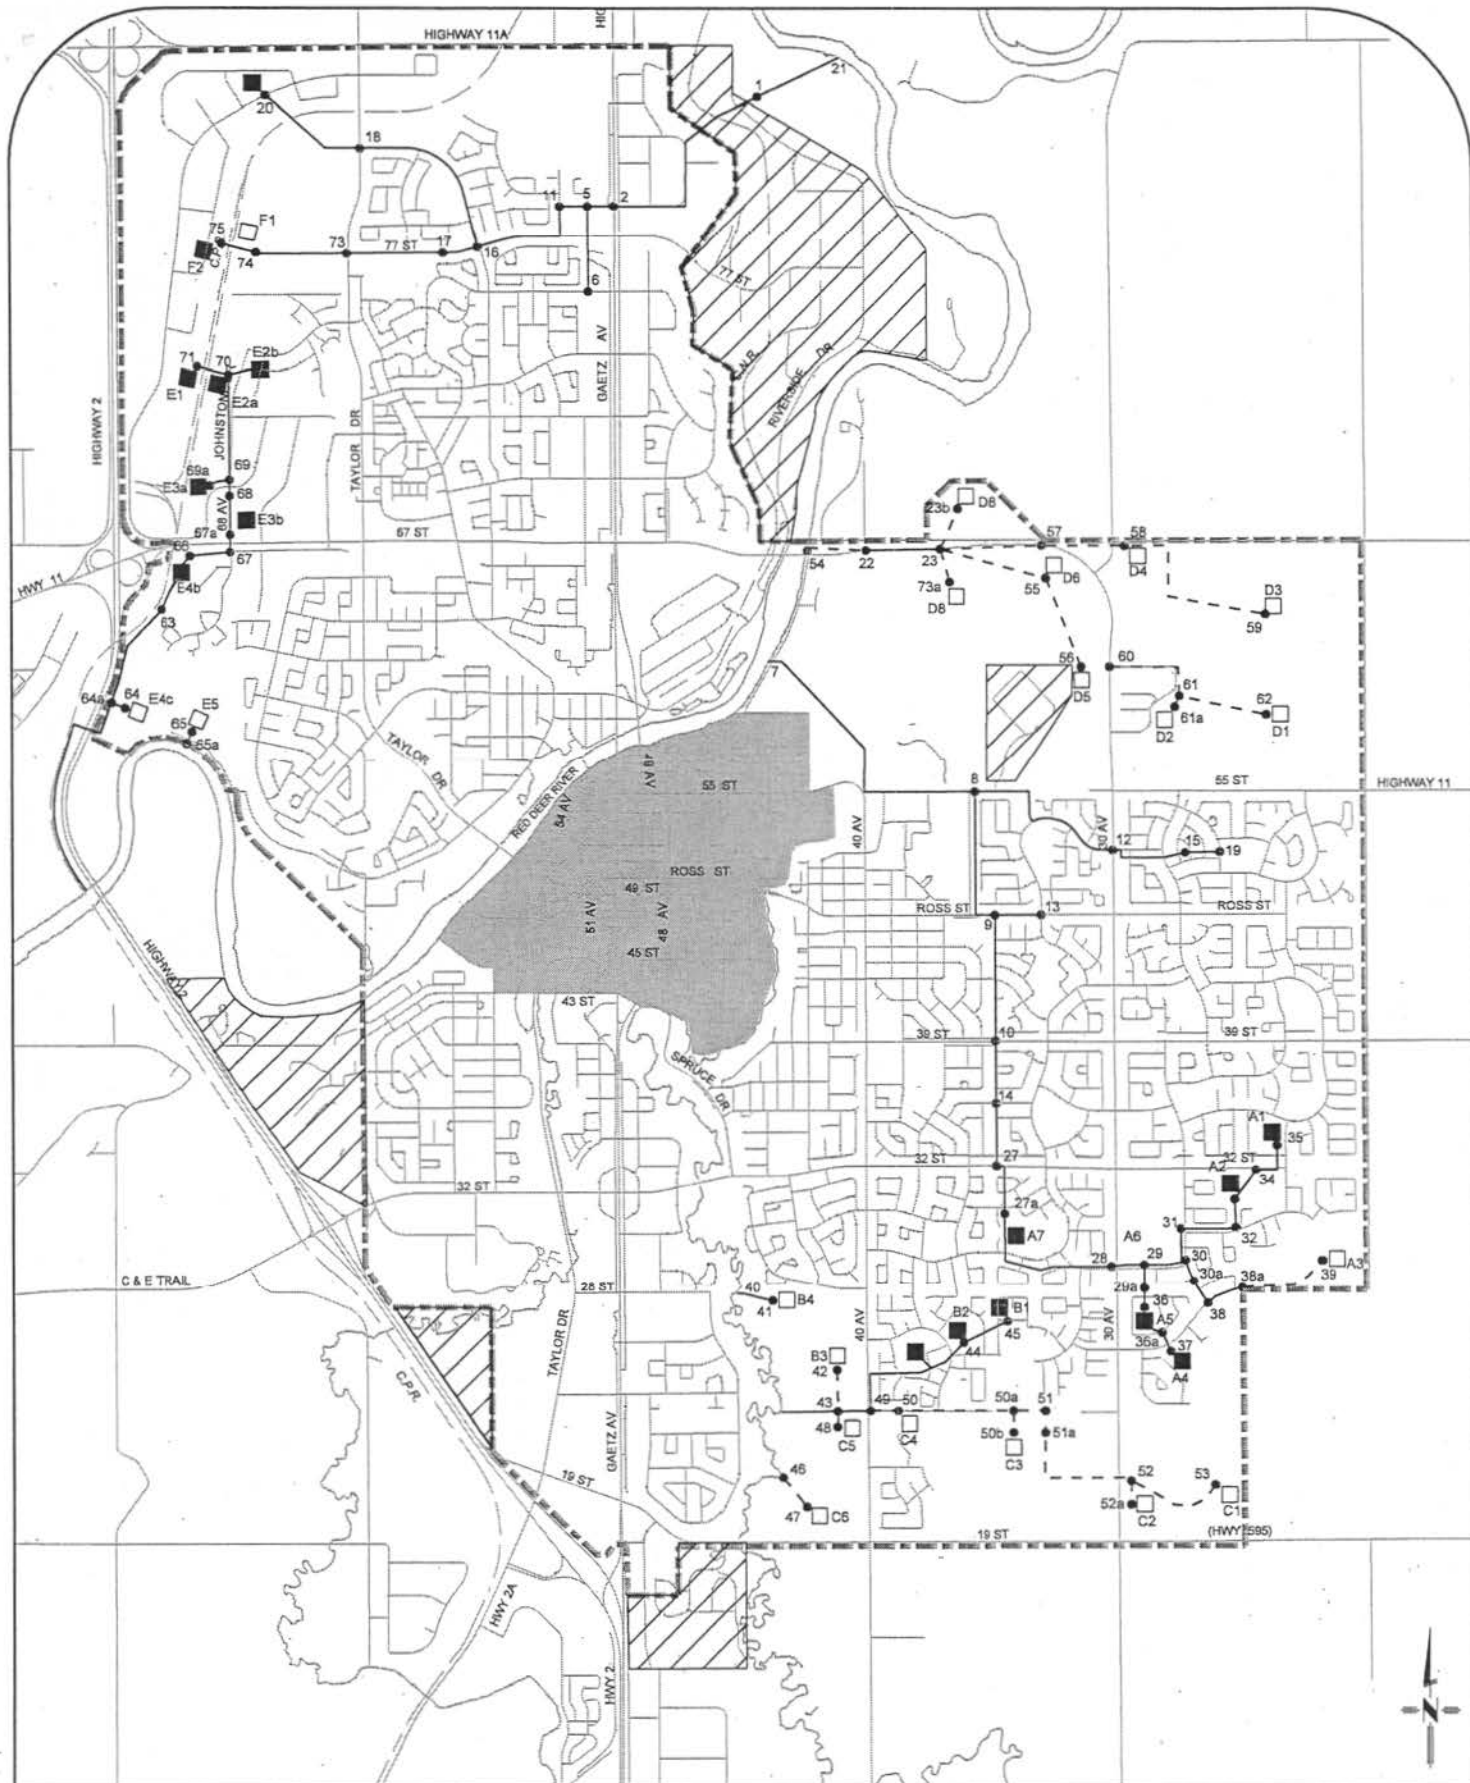 HIGHWAY 11A
21
1
20
18
11
5
2
F1
75
C.P.R.
F2
74
73
77 ST
17
16
6
77 ST
GAETZ AV
C.N.R.
71
70
E2b
E1
E2a
JOHNSTONE
HIGHWAY 2
TAYLOR DR
RIVERSIDE DR
69a
69
E3a
68
68 AV
E3b
67a
67 ST
66
67
HWY 11
E4b
63
23b
D8
57
58
54
22
23
D4
D6
55
73a
D8
D3
59
7
56
D5
60
61
62
61a
D2
D1
64a
64
E4c
E5
65
65a
TAYLOR DR
RED DEER RIVER
54 AV
55 ST
8
55 ST
HIGHWAY 11
40 AV
30 AV
12
15
19
ROSS ST
49 ST
51 AV
48 AV
45 ST
ROSS ST
9
13
ROSS ST
HIGHWAY 2
43 ST
39 ST
10
39 ST
SPRUCE DR
14
A1
35
32 ST
27
32 ST
A2
34
32 ST
27a
A7
31
A6
32
28
29
30
A3
39
C & E TRAIL
28 ST
40
41
B4
29a
30a
38a
38
36
B2
B1
45
44
30 AV
A5
36a
37
A4
TAYLOR DR
40 AV
B3
42
C.P.R.
43
49
50
50a
51
48
C5
C4
50b
51a
C3
GAETZ AV
46
19 ST
47
C6
52
53
52a
C2
C1
19 ST
(HWY 595)
HWY 2A
HWY 2
N